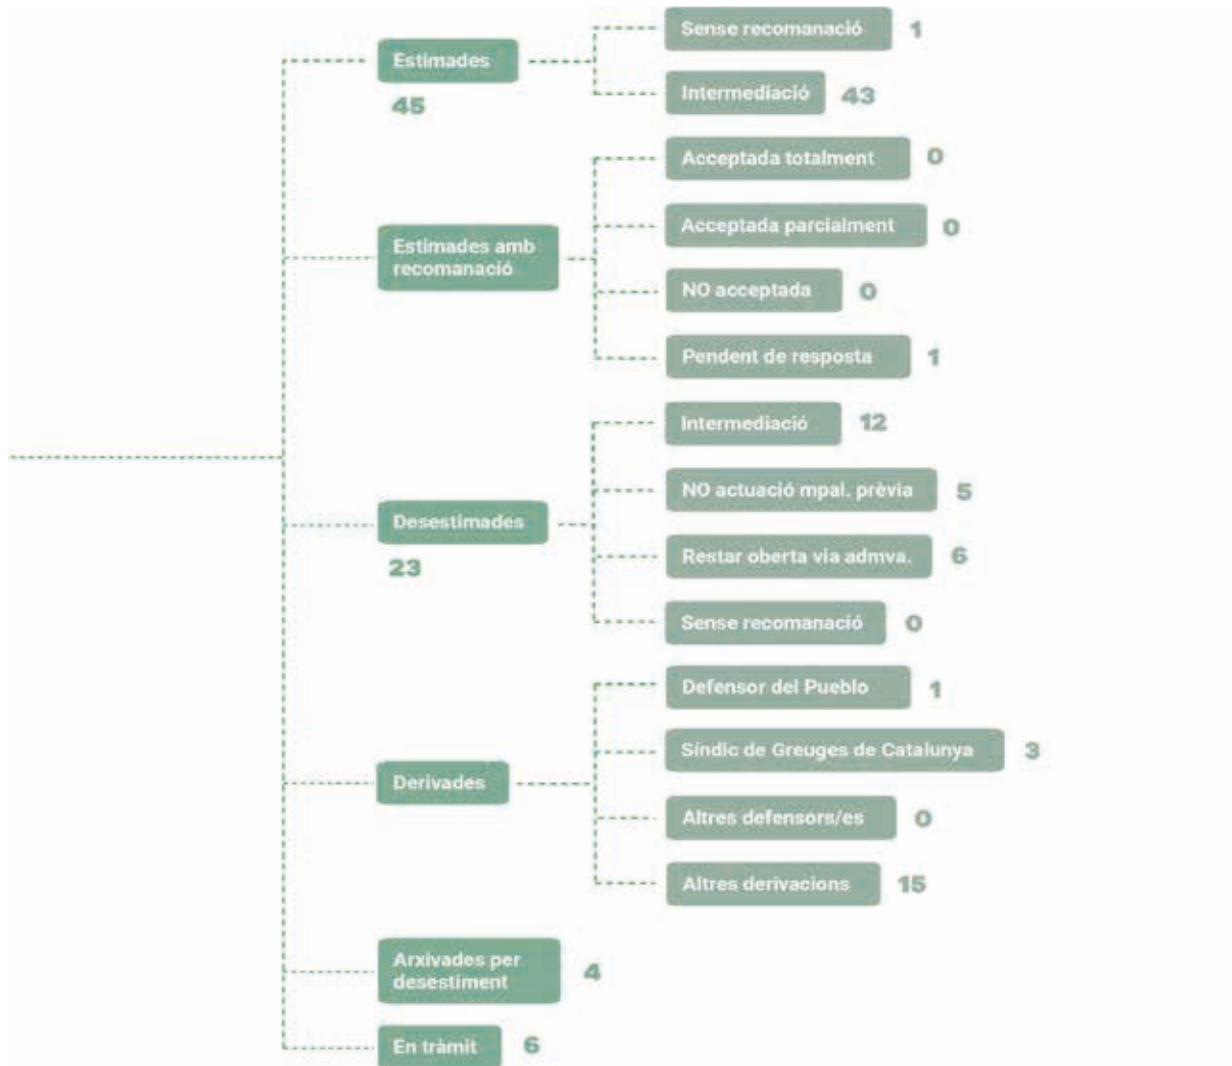 Estimades
45
Sense recomanació 1
Intermediació 43
Estimades amb
recomanació
Acceptada totalment 0
Acceptada parcialment 0
NO acceptada 0
Pendent de resposta 1
Desestimades
23
Intermediació 12
NO actuació mpal. prèvia 5
Restar oberta via admva. 6
Sense recomanació 0
Derivades
Defensor del Pueblo 1
Síndic de Greuges de Catalunya 3
Altres defensors/es 0
Altres derivacions 15
Arxivades per
desestiment 4
En tràmit 6